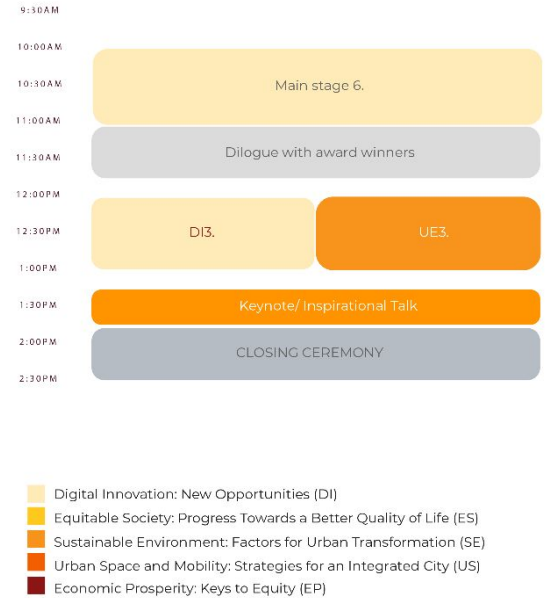 9:30AM
10:00AM
10:30AM
Main stage 6.
11:00AM
11:30AM
Dilogue with award winners
12:00PM
12:30PM
DI3.
UE3.
1:00PM
1:30PM
Keynote/ Inspirational Talk
2:00PM
CLOSING CEREMONY
2:30PM
Digital Innovation: New Opportunities (DI)
Equitable Society: Progress Towards a Better Quality of Life (ES)
Sustainable Environment: Factors for Urban Transformation (SE)
Urban Space and Mobility: Strategies for an Integrated City (US)
Economic Prosperity: Keys to Equity (EP)